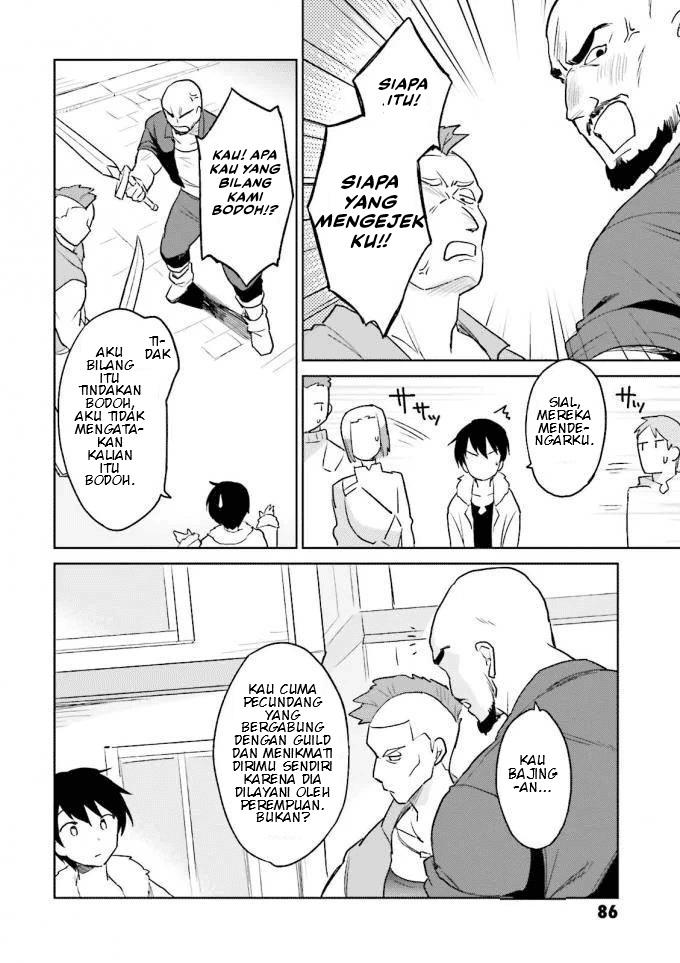 SIAPA
ITU!
SIAPA
YANG
MENGEJEK
KU!!
SIAL,
MEREKA
MENDE-
NGARKU.
KAU! APA
KAU YANG
BILANG
KAMI
BODOH!?
TI-
DAK
AKU
BILANG
ITU
TINDAKAN
BODOH,
AKU TIDAK
MENGATA-
KAN
KALIAN
ITU
BODOH.
KAU
BAJING
-AN...
KAU CUMA
PECUNDANG
YANG
BERGABUNG
DENGAN GUILD
DAN MENIKMATI
DIRIMU SENDIRI
KARENA DIA
DILAYANI OLEH
PEREMPUAN.
BUKAN?
86